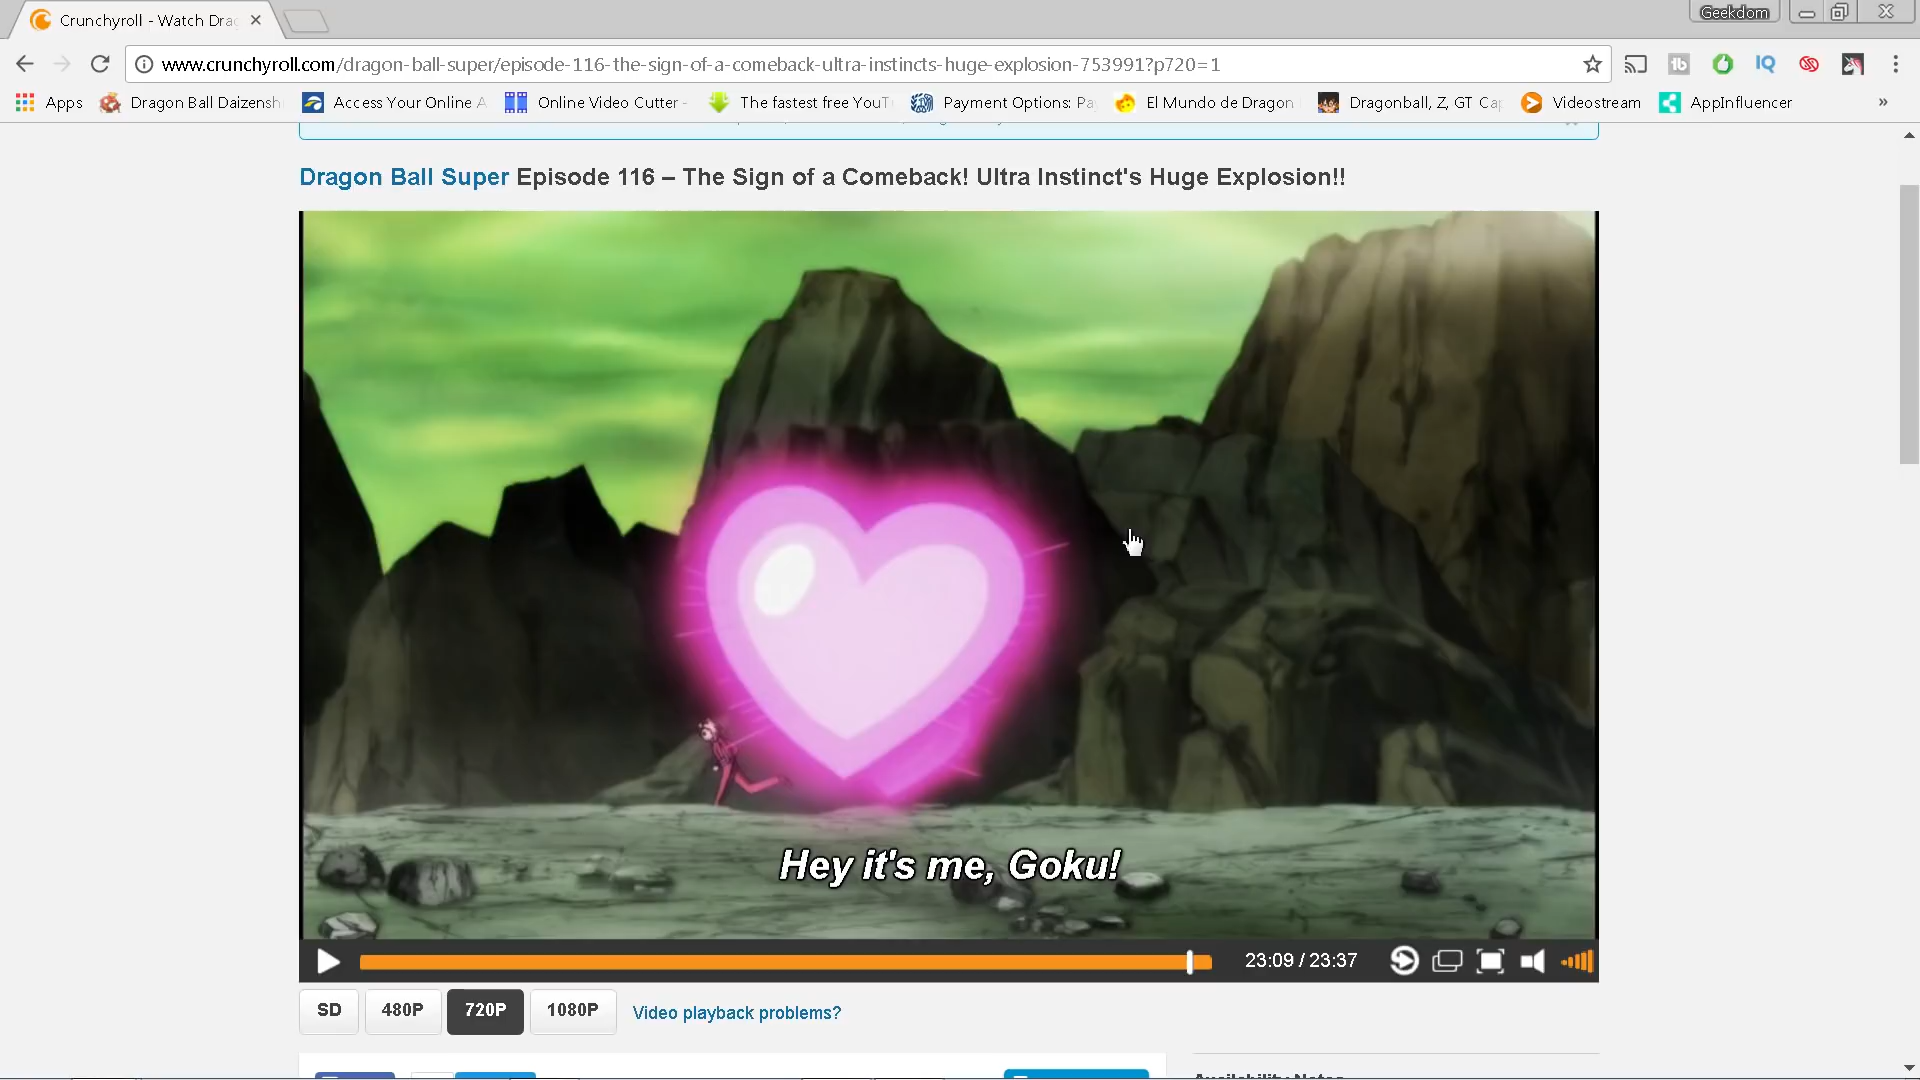 Crunchyroll - Watch Dra
Geekdom
www.crunchyroll.com/dragon-ball-super/episode-116-the-sign-of-a-comeback-ultra-instincts-huge-explosion-753991?p720=1
Apps Dragon Ball Daizensh Access Your Online A Online Video Cutter - The fastest free YouT Payment Options: Pa El Mundo de Dragon Dragonball, Z, GT Ca Videostream AppInfluencer »
Dragon Ball Super Episode 116 – The Sign of a Comeback! Ultra Instinct's Huge Explosion!!
Hey it's me, Goku!
23:09 / 23:37
SD 480P 720P 1080P Video playback problems?